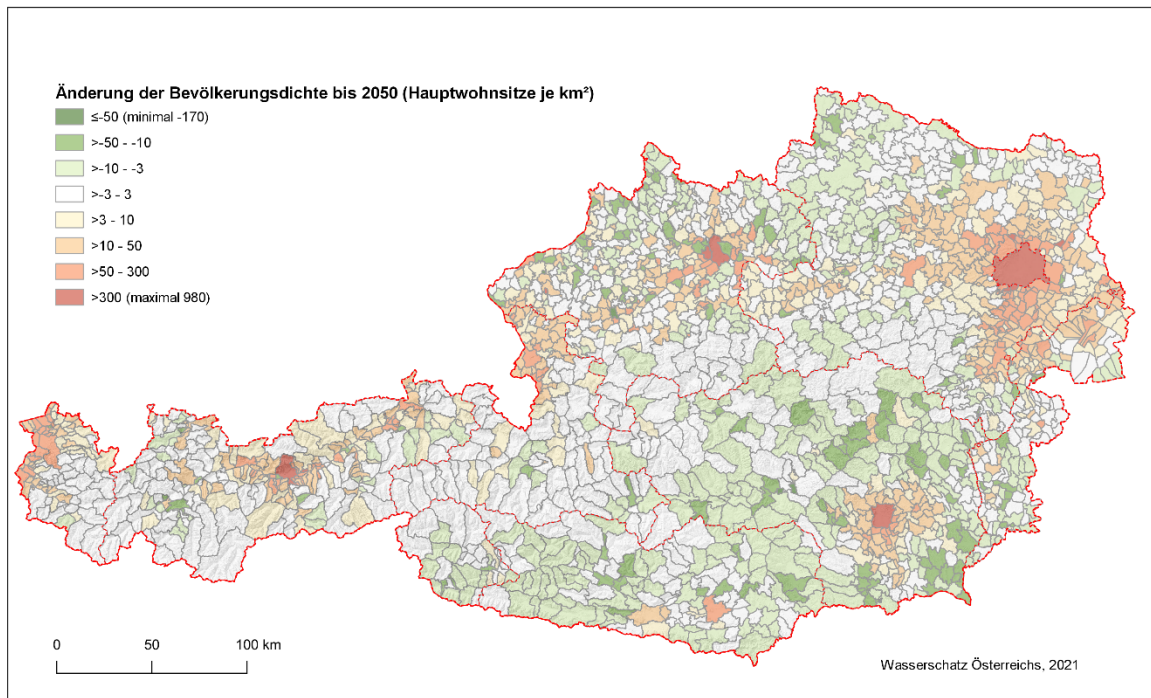 Änderung der Bevölkerungsdichte bis 2050 (Hauptwohnsitze je km²)
≤-50 (minimal -170)
>-50 - -10
>-10 - -3
>-3 - 3
>3 - 10
>10 - 50
>50 - 300
>300 (maximal 980)
0 50 100 km
Wasserschatz Österreichs, 2021